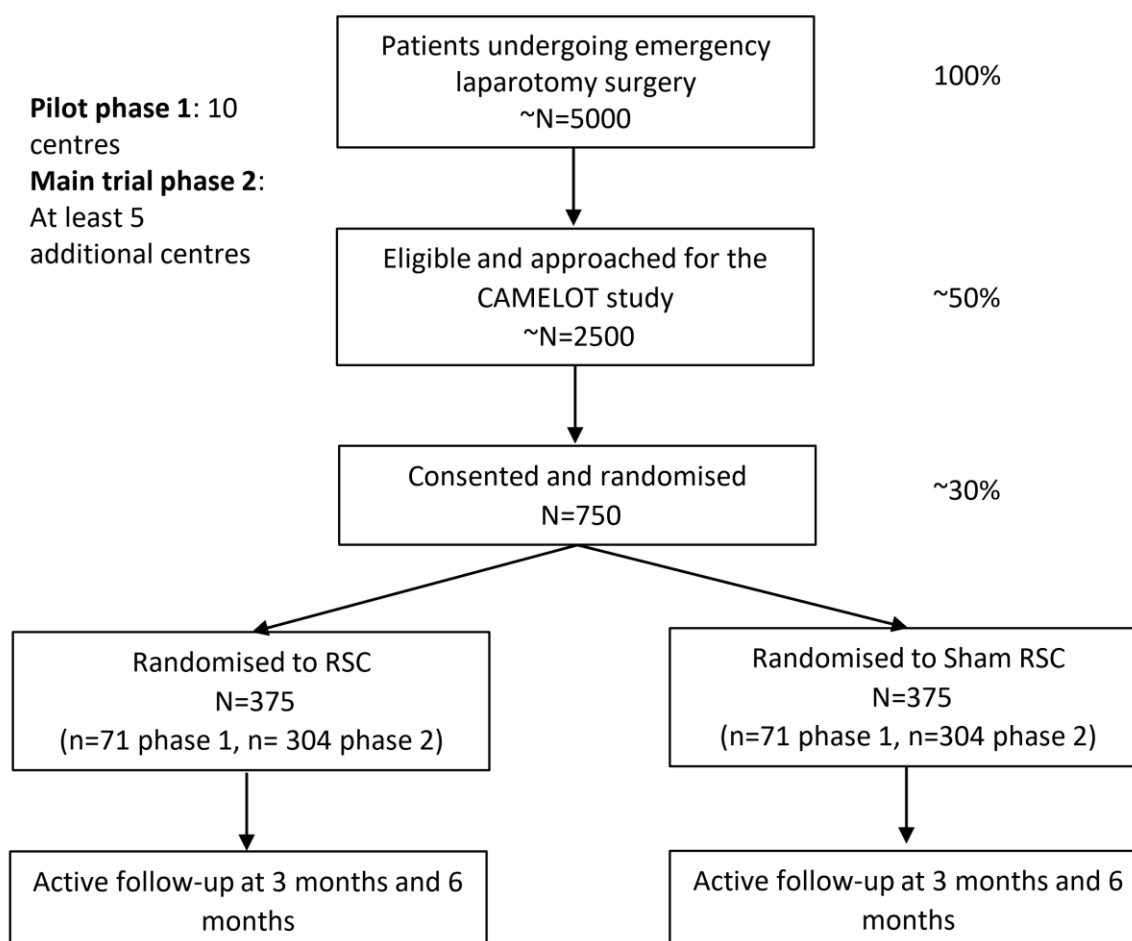 Patients undergoing emergency
laparotomy surgery
~N=5000
100%
Pilot phase 1: 10
centres
Main trial phase 2:
At least 5
additional centres
Eligible and approached for the
CAMELOT study
~N=2500
~50%
Consented and randomised
N=750
~30%
Randomised to RSC
N=375
(n=71 phase 1, n= 304 phase 2)
Randomised to Sham RSC
N=375
(n=71 phase 1, n=304 phase 2)
Active follow-up at 3 months and 6
months
Active follow-up at 3 months and 6
months